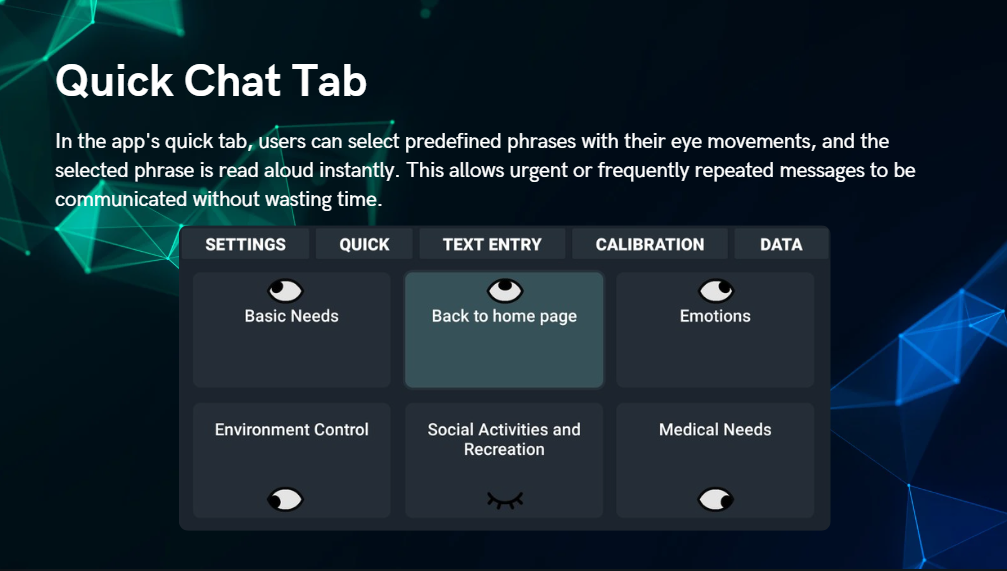 Quick Chat Tab
In the app's quick tab, users can select predefined phrases with their eye movements, and the
selected phrase is read aloud instantly. This allows urgent or frequently repeated messages to be
communicated without wasting time.
SETTINGS QUICK TEXT ENTRY CALIBRATION DATA
Basic Needs Back to home page Emotions
Environment Control Social Activities and Medical Needs
Recreation